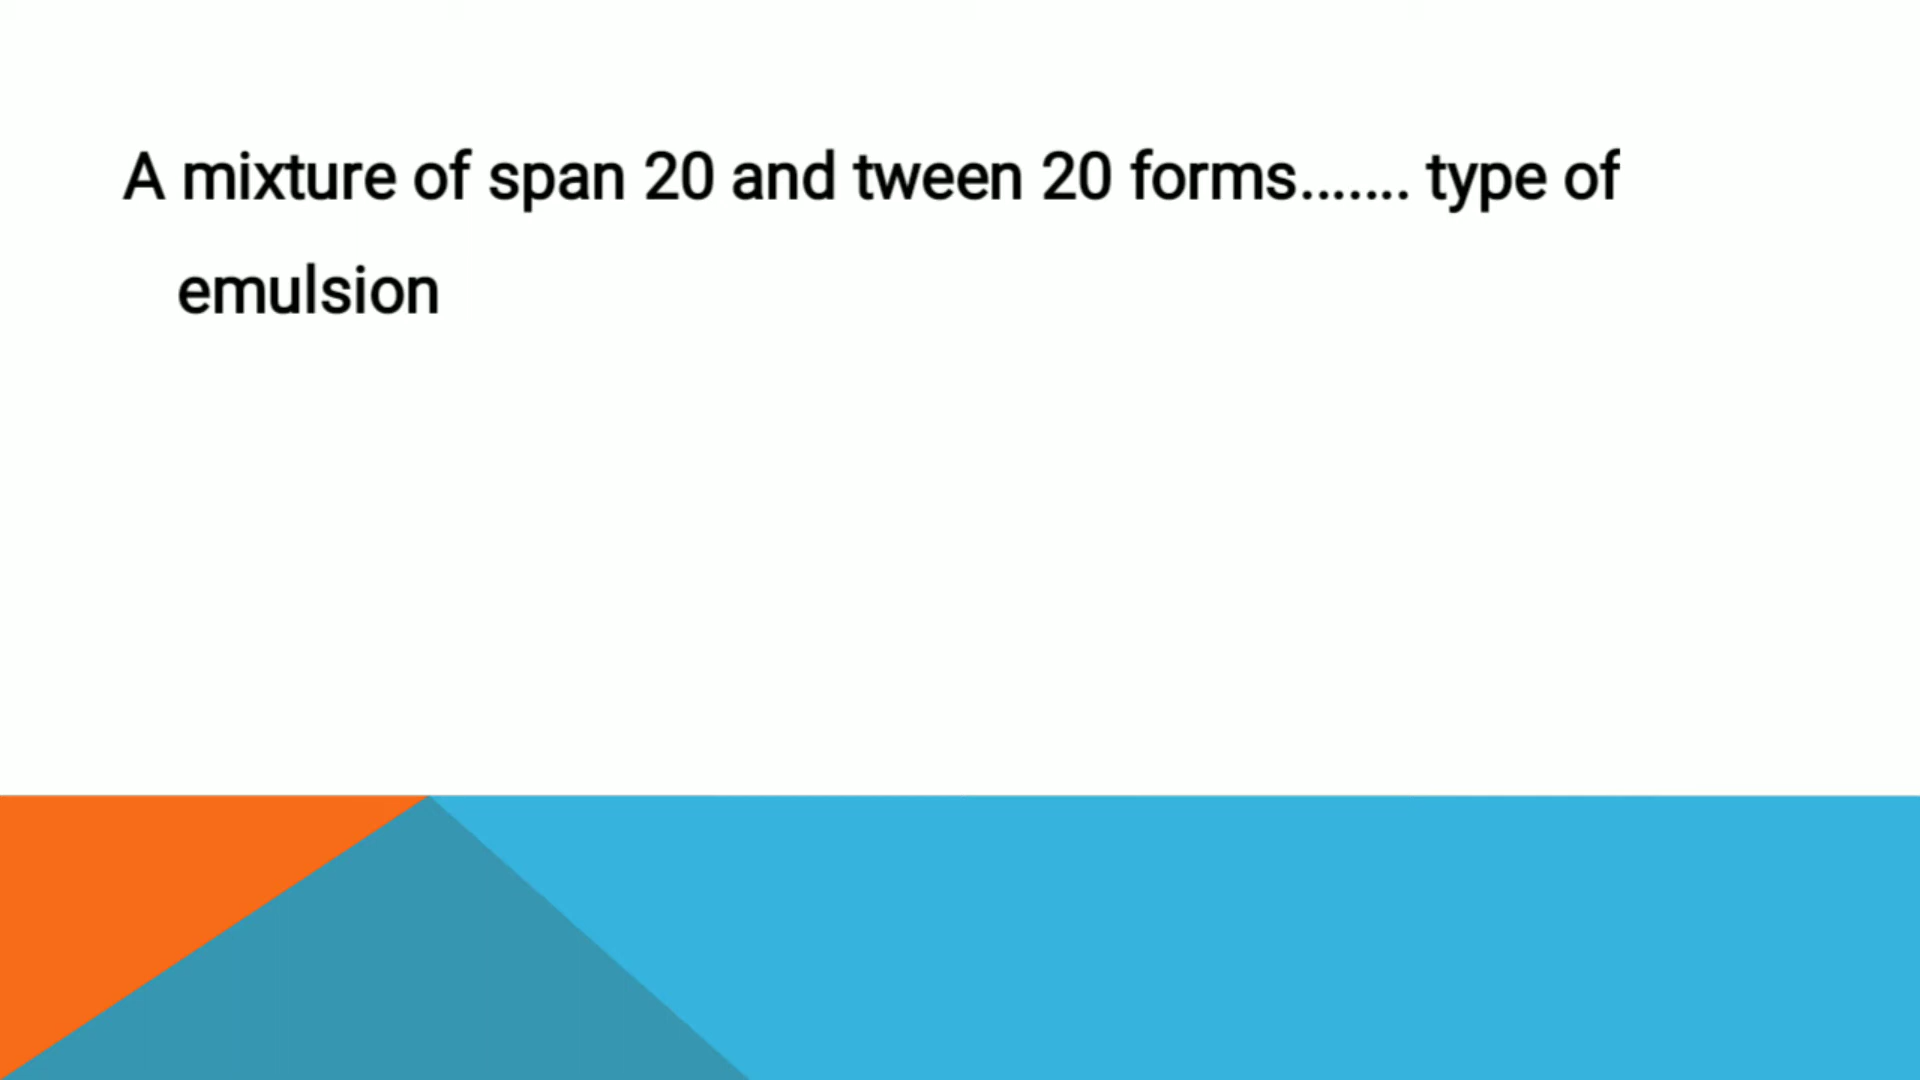 A mixture of span 20 and tween 20 forms....... type of
emulsion